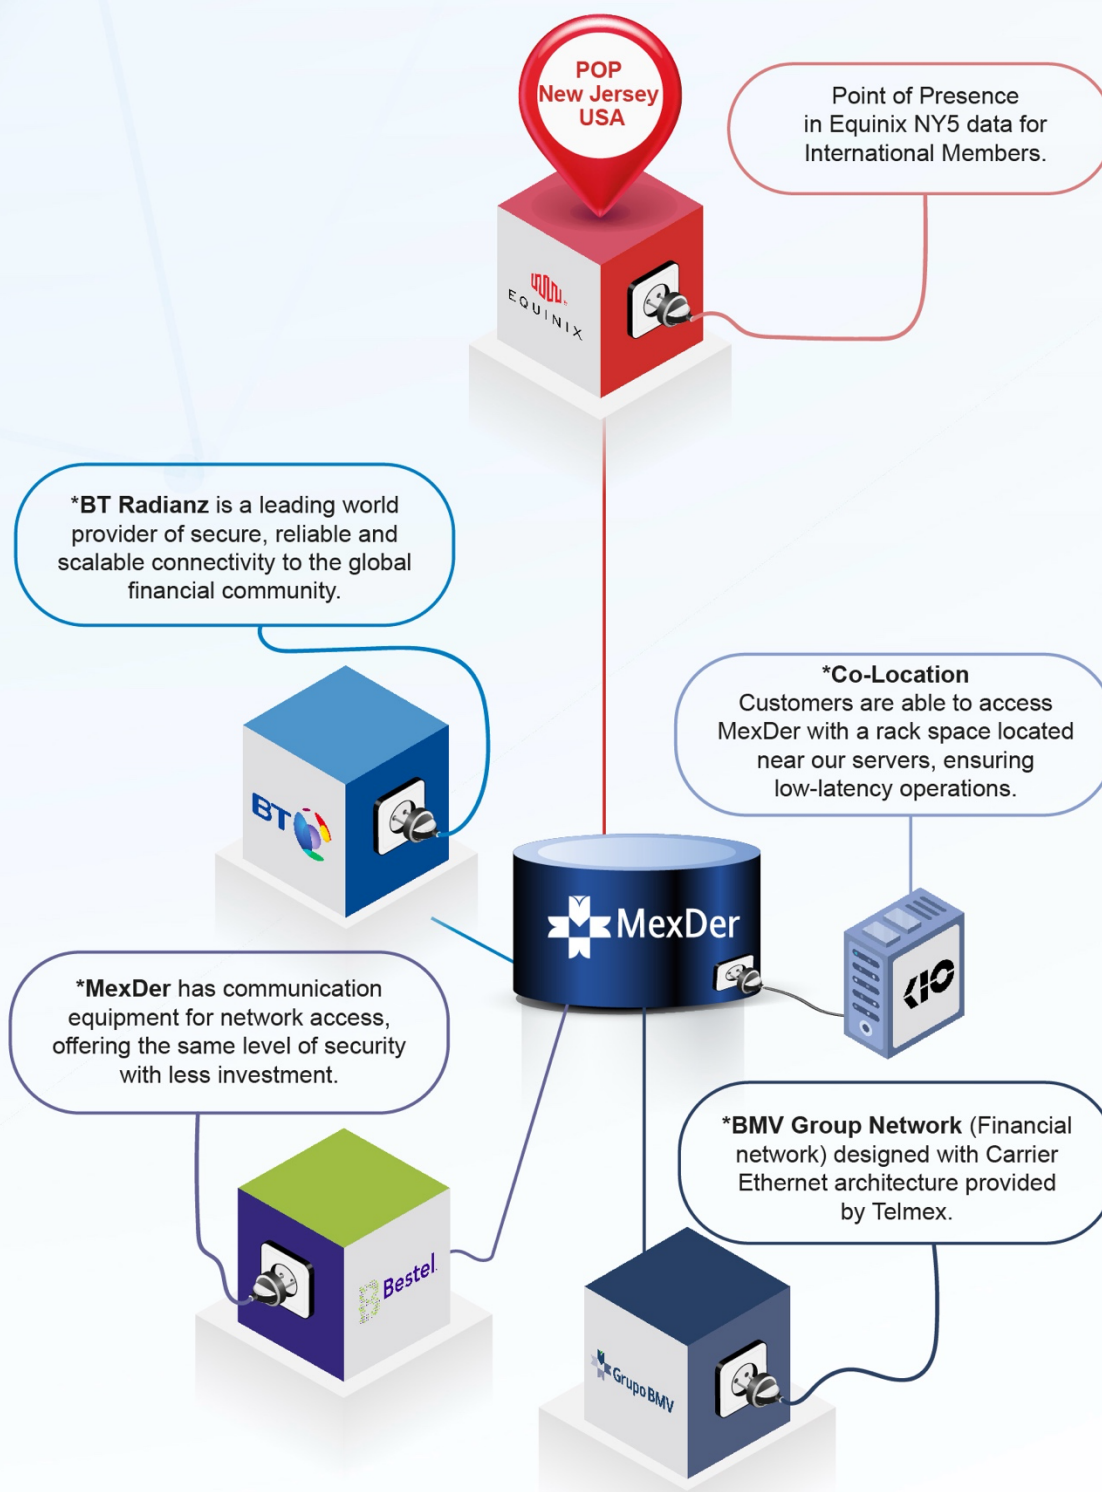 POP
New Jersey
USA
Point of Presence
in Equinix NY5 data for
International Members.
EQUINIX
*BT Radianz is a leading world
provider of secure, reliable and
scalable connectivity to the global
financial community.
*Co-Location
Customers are able to access
MexDer with a rack space located
near our servers, ensuring
low-latency operations.
BT
MexDer
KIO
*MexDer has communication
equipment for network access,
offering the same level of security
with less investment.
*BMV Group Network (Financial
network) designed with Carrier
Ethernet architecture provided
by Telmex.
Bestel
Grupo BMV